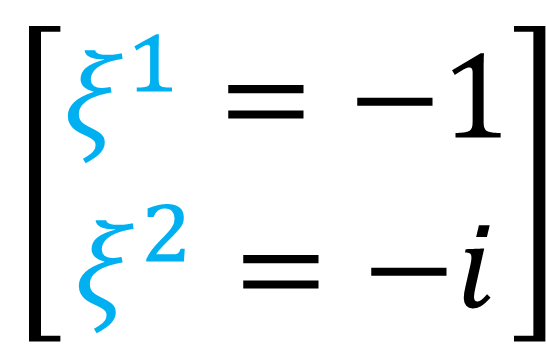 ξ¹ = −1
ξ² = −i